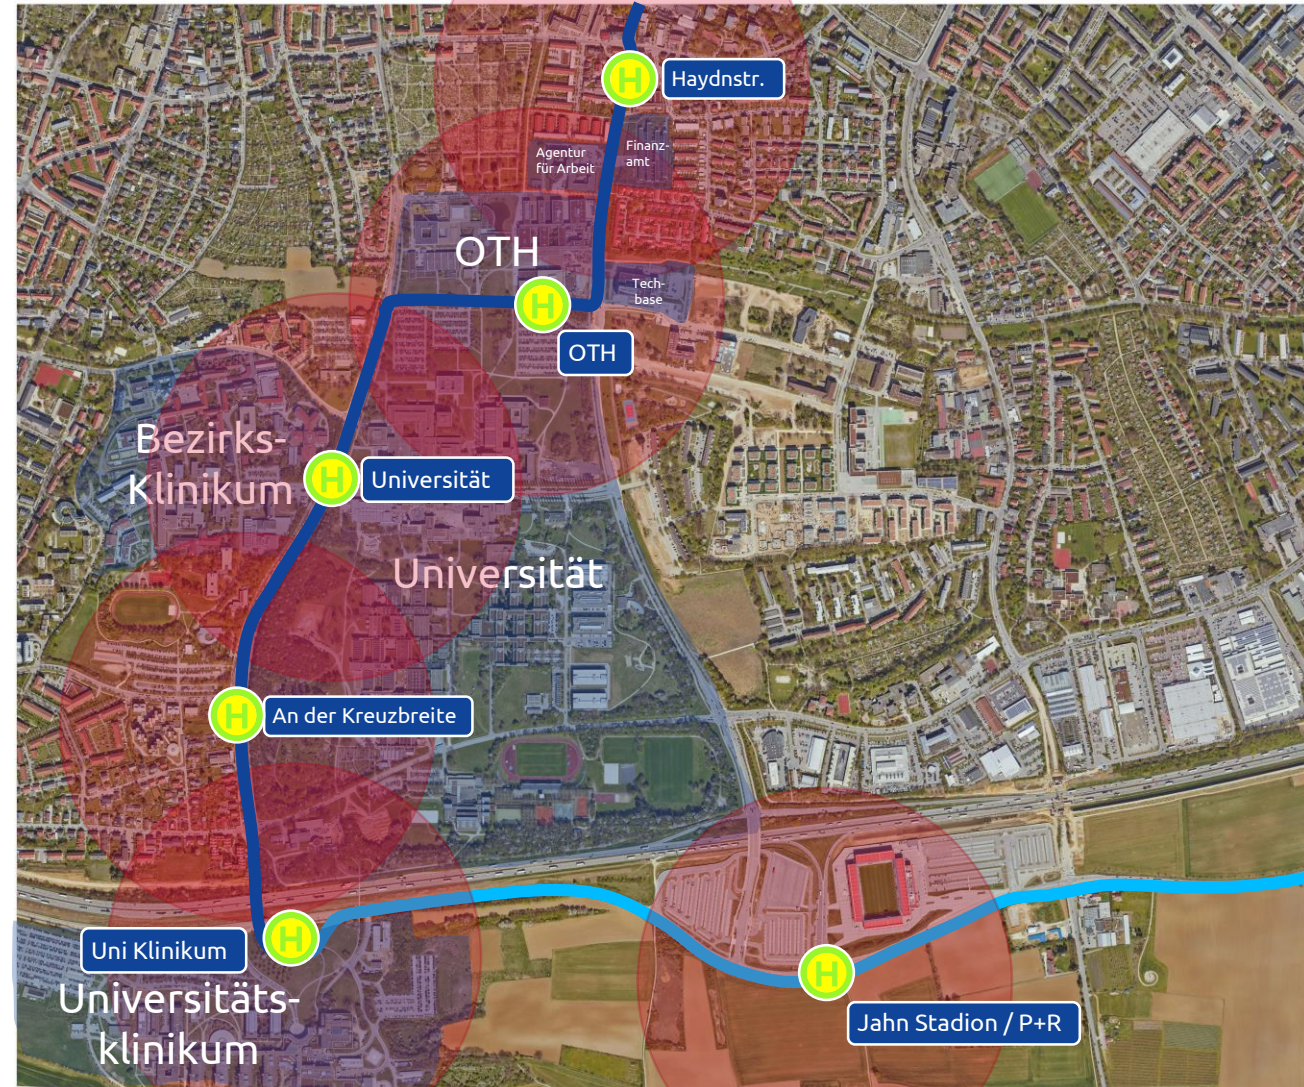 H
Haydnstr.
Agentur
für Arbeit
Finanz-
amt
OTH
Tech-
base
H
OTH
Bezirks-
Klinikum
H
Universität
Universität
H
An der Kreuzbreite
H
Uni Klinikum
Universitäts-
klinikum
H
Jahn Stadion / P+R